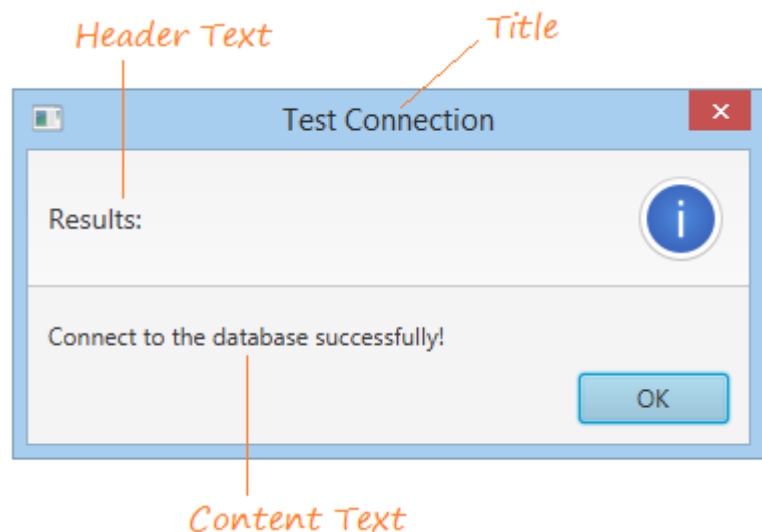 Header Text
Title
Test Connection
Results:
i
Connect to the database successfully!
OK
Content Text